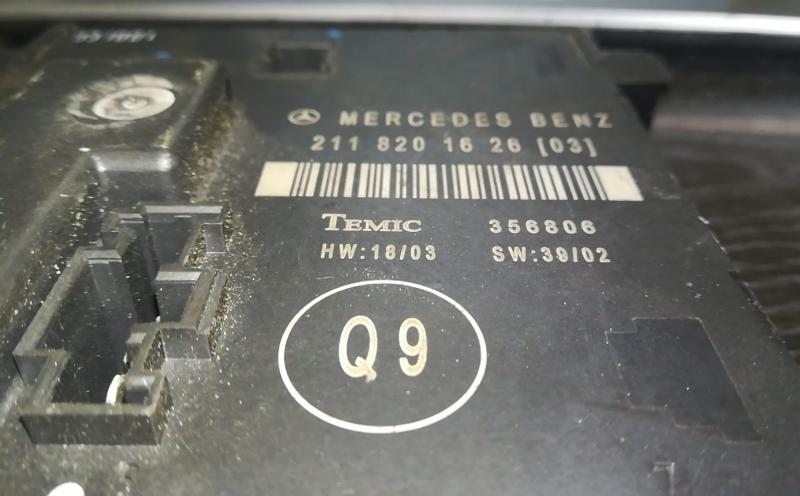 MERCEDES BENZ
211 820 16 26 [03]
TEMIC 356806
HW:18/03 SW:39/02
Q9